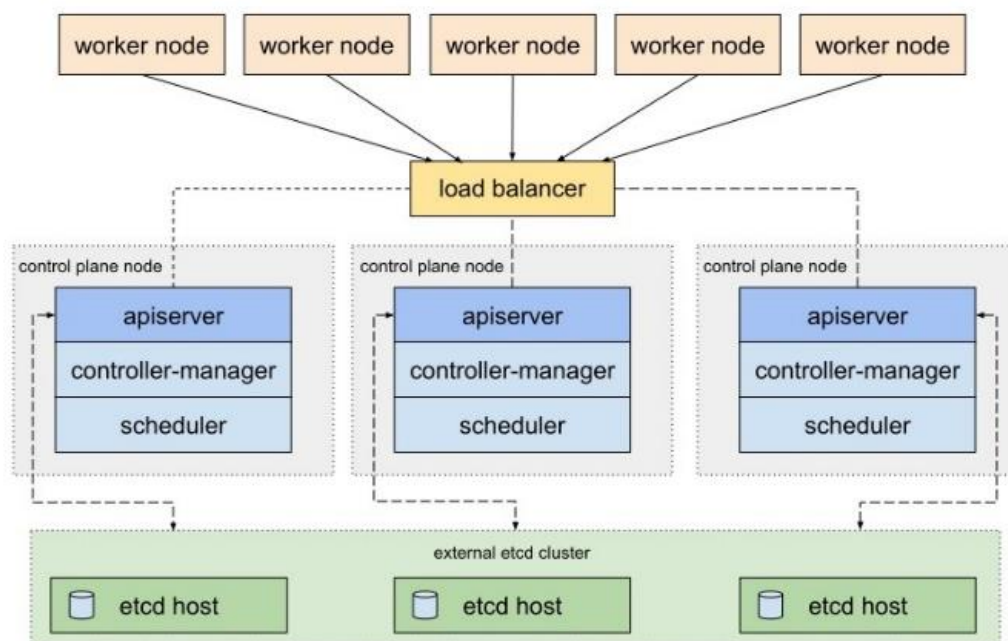 worker node
worker node
worker node
worker node
worker node
load balancer
control plane node
control plane node
control plane node
apiserver
apiserver
apiserver
controller-manager
controller-manager
controller-manager
scheduler
scheduler
scheduler
external etcd cluster
etcd host
etcd host
etcd host